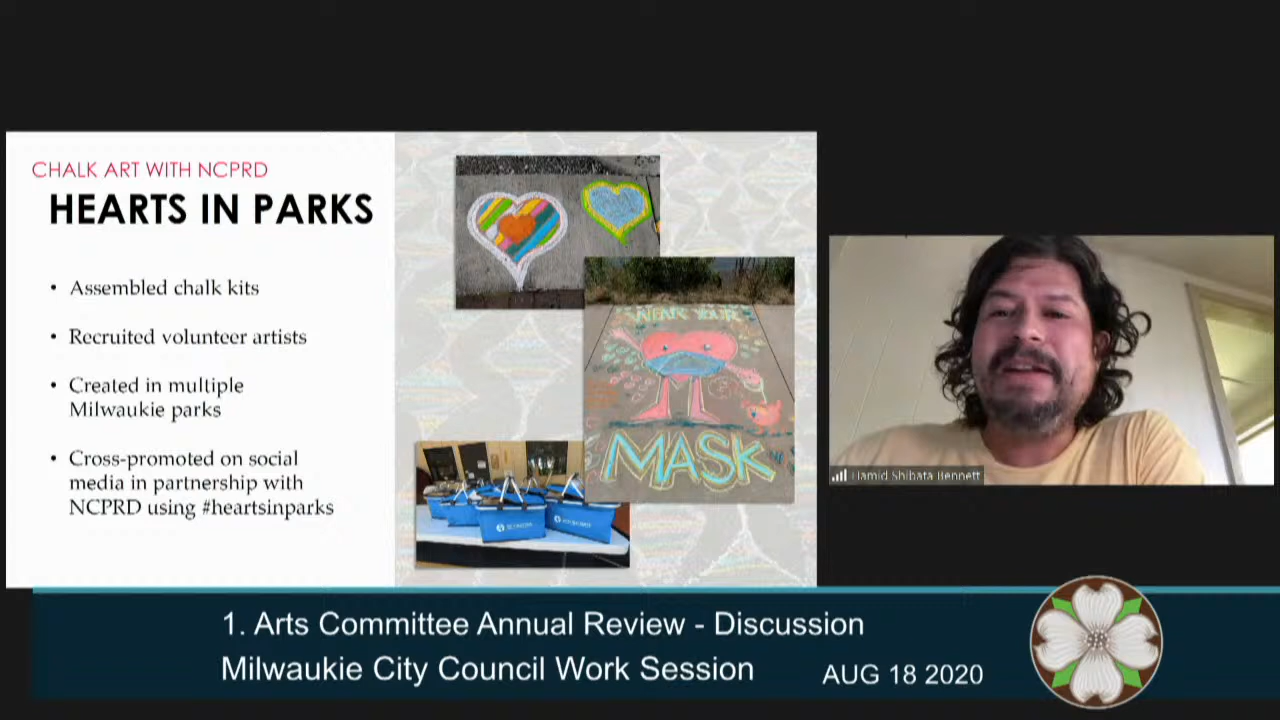 CHALK ART WITH NCPRD
HEARTS IN PARKS
• Assembled chalk kits
• Recruited volunteer artists
• Created in multiple
Milwaukie parks
• Cross-promoted on social
media in partnership with
NCPRD using #heartsinparks
WEAR YOUR
MASK
Hamid Shibata Bennett
1. Arts Committee Annual Review - Discussion
Milwaukie City Council Work Session
AUG 18 2020